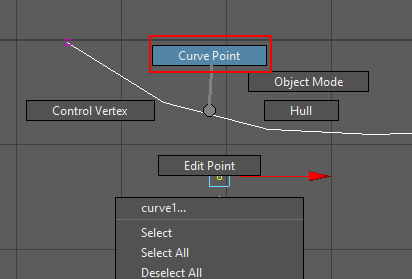 Curve Point
Object Mode
Control Vertex
Hull
Edit Point
curve1...
Select
Select All
Deselect All